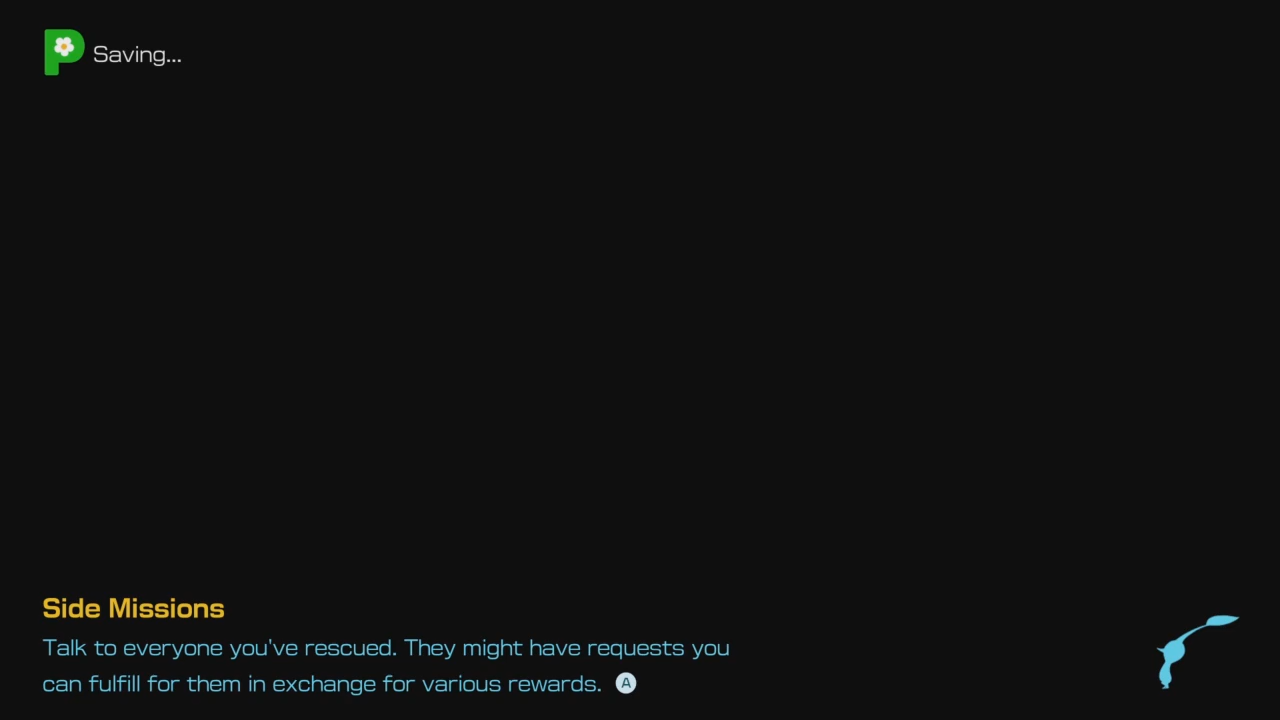 Saving...
Side Missions
Talk to everyone you've rescued. They might have requests you
can fulfill for them in exchange for various rewards. A